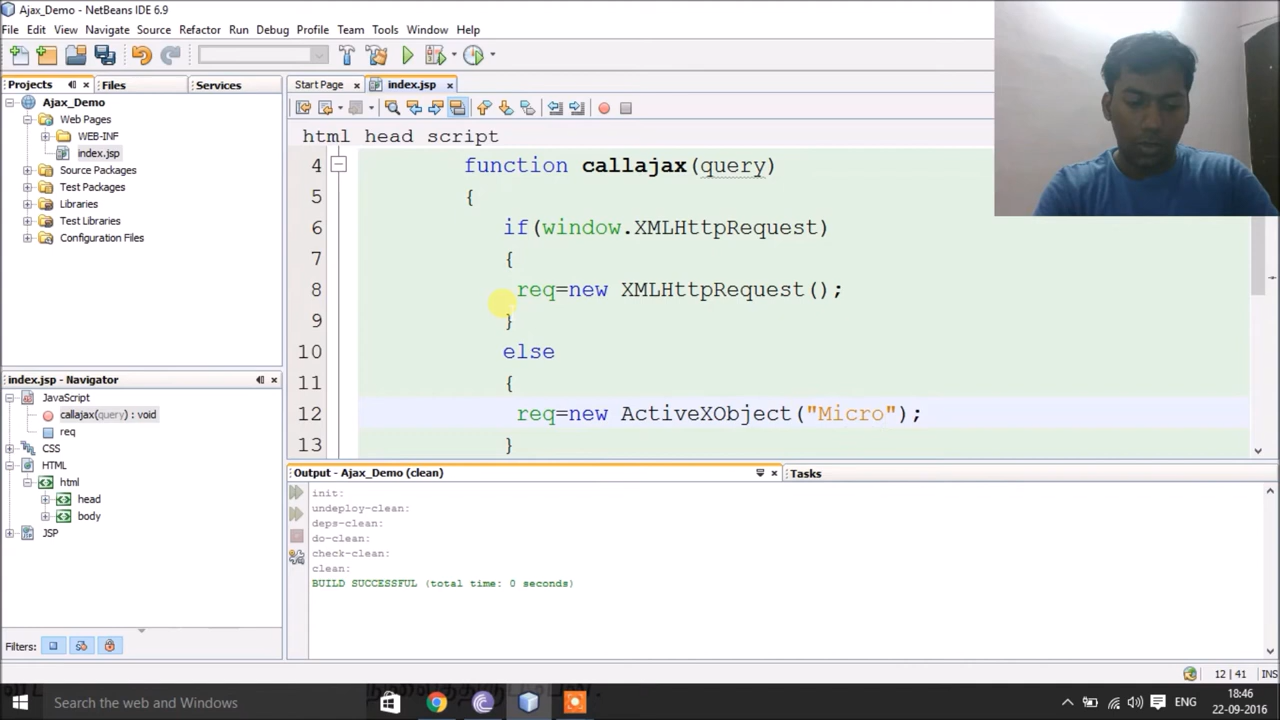 Ajax_Demo - NetBeans IDE 6.9
File Edit View Navigate Source Refactor Run Debug Profile Team Tools Window Help
Projects Files Services
Ajax_Demo
Web Pages
WEB-INF
index.jsp
Source Packages
Test Packages
Libraries
Test Libraries
Configuration Files
Start Page index.jsp
html head script
4 function callajax(query)
5 {
6 if(window.XMLHttpRequest)
7 {
8 req=new XMLHttpRequest();
9 }
10 else
11 {
12 req=new ActiveXObject("Micro");
13 }
index.jsp - Navigator
JavaScript
callajax(query) : void
req
CSS
HTML
html
head
body
JSP
Filters:
Output - Ajax_Demo (clean) Tasks
init:
undeploy-clean:
deps-clean:
do-clean:
check-clean:
clean:
BUILD SUCCESSFUL (total time: 0 seconds)
12 | 41 INS
Search the web and Windows
ENG
18:46
22-09-2016